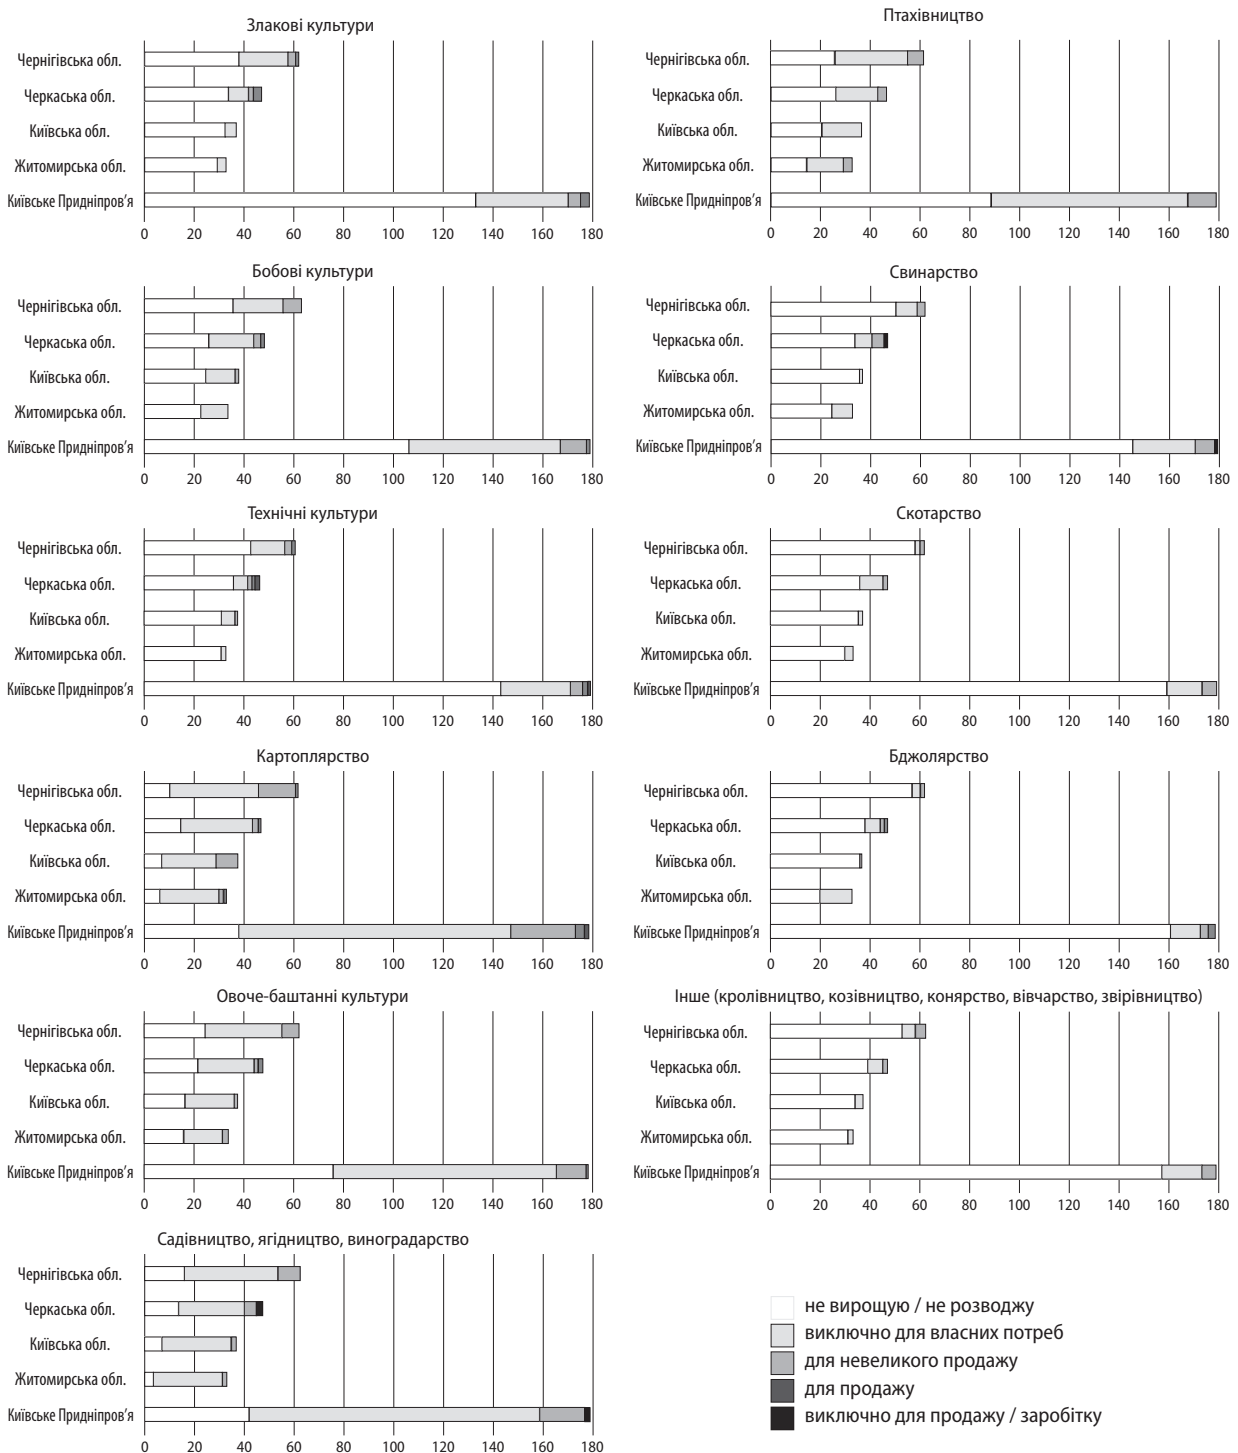 Злакові культури
Чернігівська обл.
Черкаська обл.
Київська обл.
Житомирська обл.
Київське Придніпров’я
0 20 40 60 80 100 120 140 160 180
Бобові культури
Чернігівська обл.
Черкаська обл.
Київська обл.
Житомирська обл.
Київське Придніпров’я
0 20 40 60 80 100 120 140 160 180
Технічні культури
Чернігівська обл.
Черкаська обл.
Київська обл.
Житомирська обл.
Київське Придніпров’я
0 20 40 60 80 100 120 140 160 180
Картоплярство
Чернігівська обл.
Черкаська обл.
Київська обл.
Житомирська обл.
Київське Придніпров’я
0 20 40 60 80 100 120 140 160 180
Овоче-баштанні культури
Чернігівська обл.
Черкаська обл.
Київська обл.
Житомирська обл.
Київське Придніпров’я
0 20 40 60 80 100 120 140 160 180
Садівництво, ягідництво, виноградарство
Чернігівська обл.
Черкаська обл.
Київська обл.
Житомирська обл.
Київське Придніпров’я
0 20 40 60 80 100 120 140 160 180
Птахівництво
Чернігівська обл.
Черкаська обл.
Київська обл.
Житомирська обл.
Київське Придніпров’я
0 20 40 60 80 100 120 140 160 180
Свинарство
Чернігівська обл.
Черкаська обл.
Київська обл.
Житомирська обл.
Київське Придніпров’я
0 20 40 60 80 100 120 140 160 180
Скотарство
Чернігівська обл.
Черкаська обл.
Київська обл.
Житомирська обл.
Київське Придніпров’я
0 20 40 60 80 100 120 140 160 180
Бджолярство
Чернігівська обл.
Черкаська обл.
Київська обл.
Житомирська обл.
Київське Придніпров’я
0 20 40 60 80 100 120 140 160 180
Інше (кролівництво, козівництво, конярство, вівчарство, звірівництво)
Чернігівська обл.
Черкаська обл.
Київська обл.
Житомирська обл.
Київське Придніпров’я
0 20 40 60 80 100 120 140 160 180
не вирощую / не розводжу
виключно для власних потреб
для невеликого продажу
для продажу
виключно для продажу / заробітку